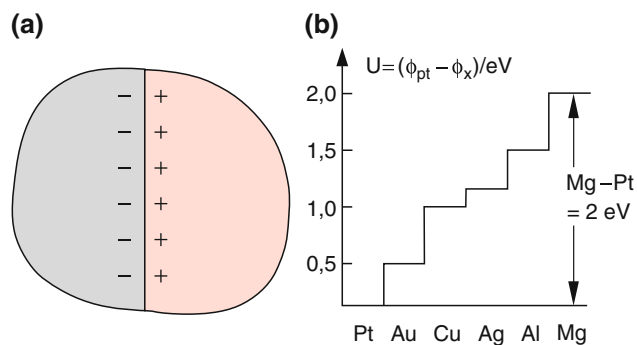 (a)
− +
− +
− +
− +
− +
− +
(b)
U=(ϕpt – ϕx)/eV
2,0
1,5
1,0
0,5
Mg–Pt
= 2 eV
Pt Au Cu Ag Al Mg